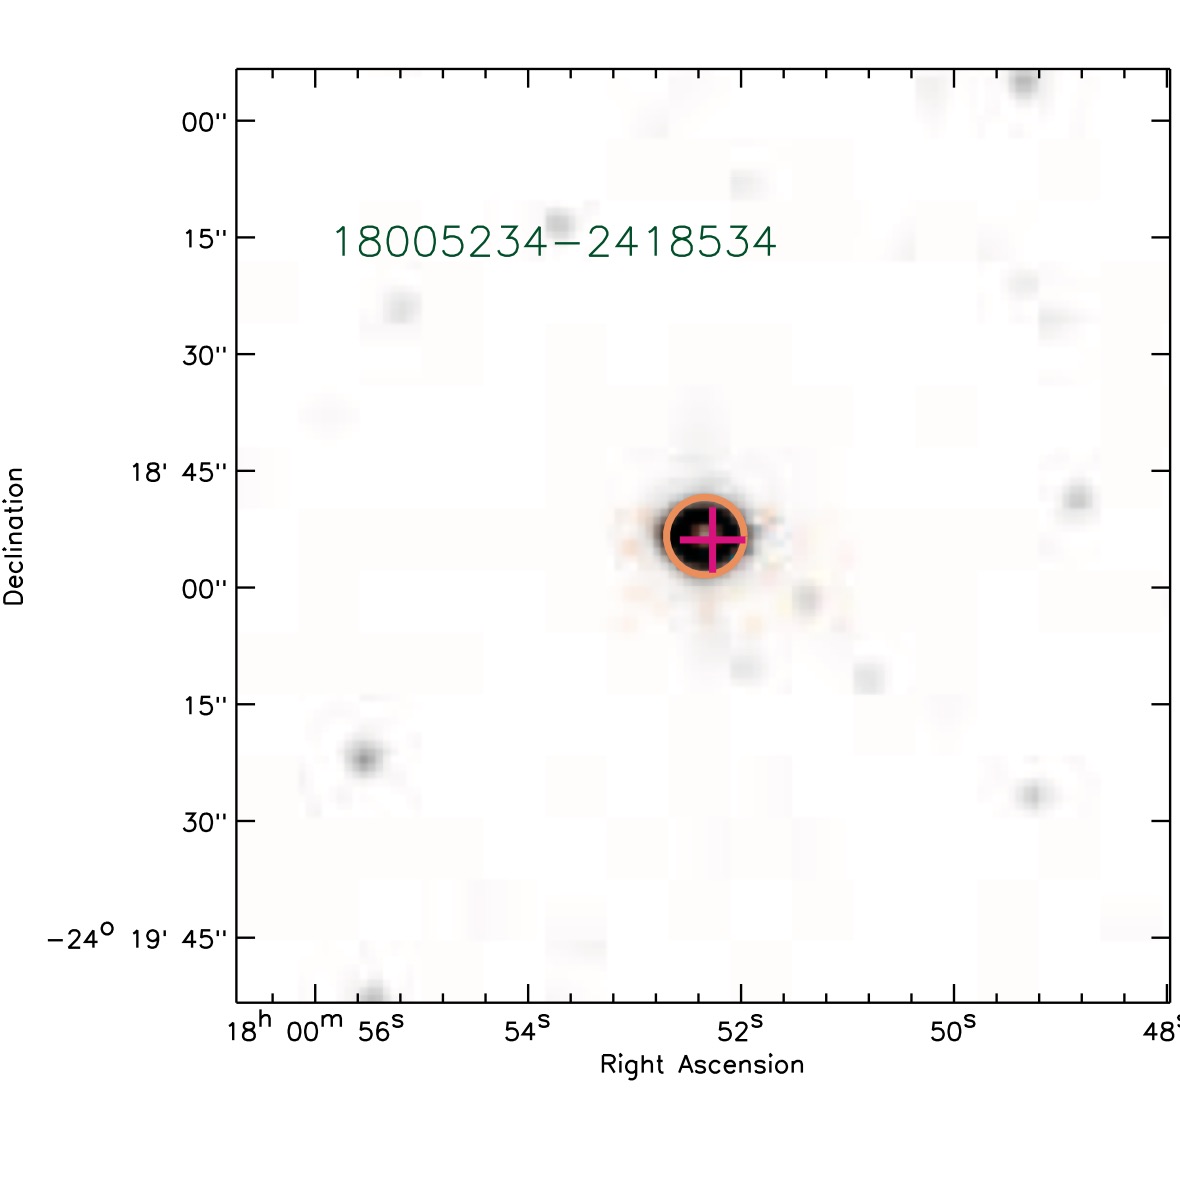 00"
18005234-2418534
15"
30"
18' 45"
Declination
00"
15"
30"
-24° 19' 45"
18h 00m 56s 54s 52s 50s 48s
Right Ascension